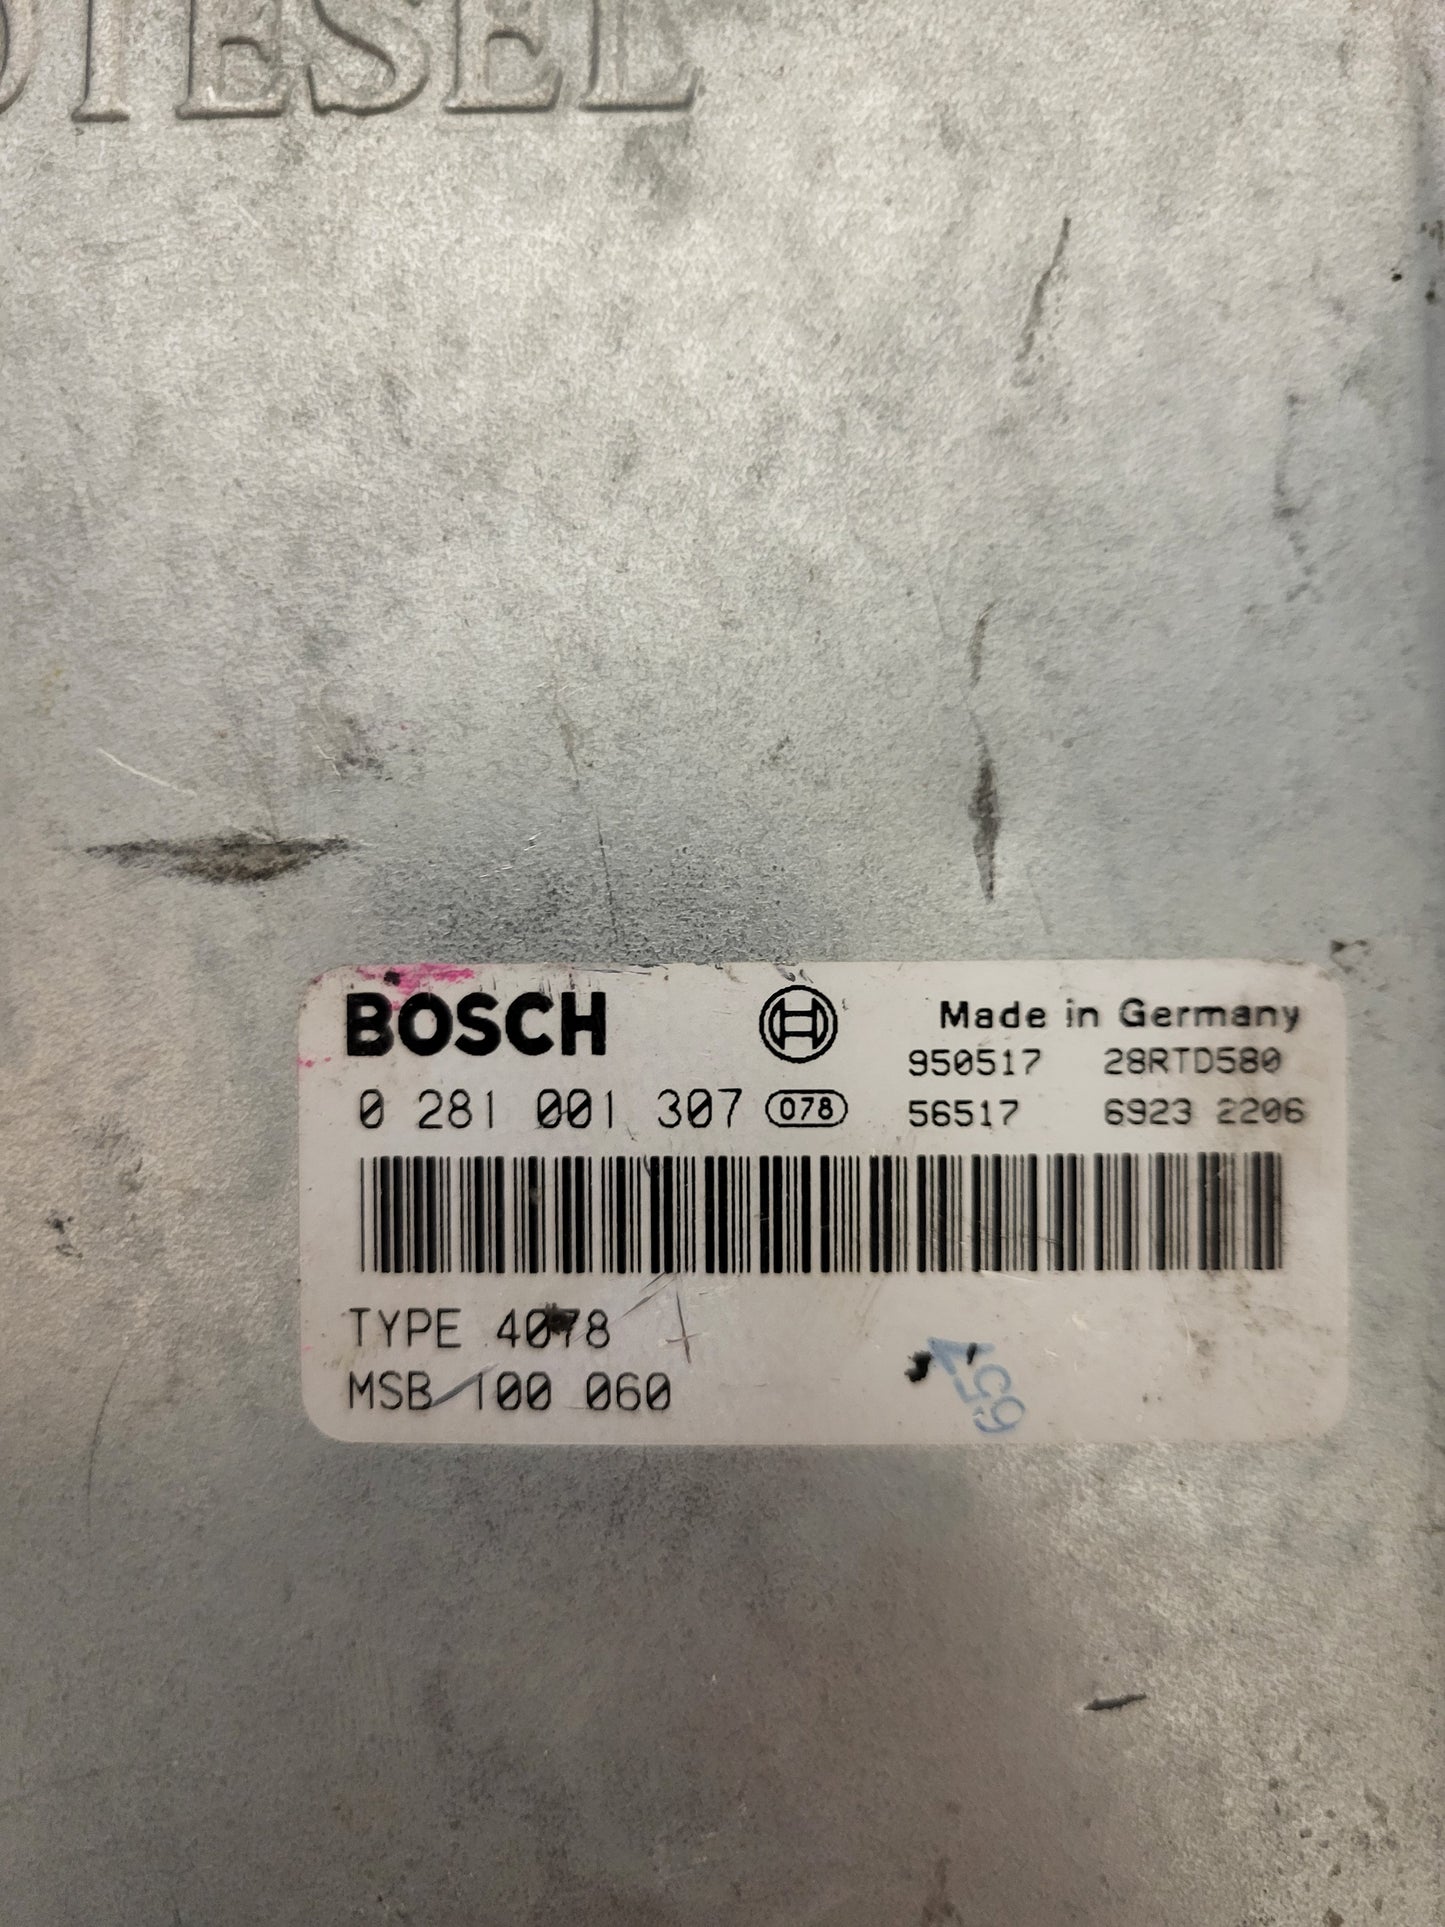 DIESEL
BOSCH
Made in Germany
950517 28RTD580
0 281 001 307 078
56517 6923 2206
TYPE 4078
MSB 100 060